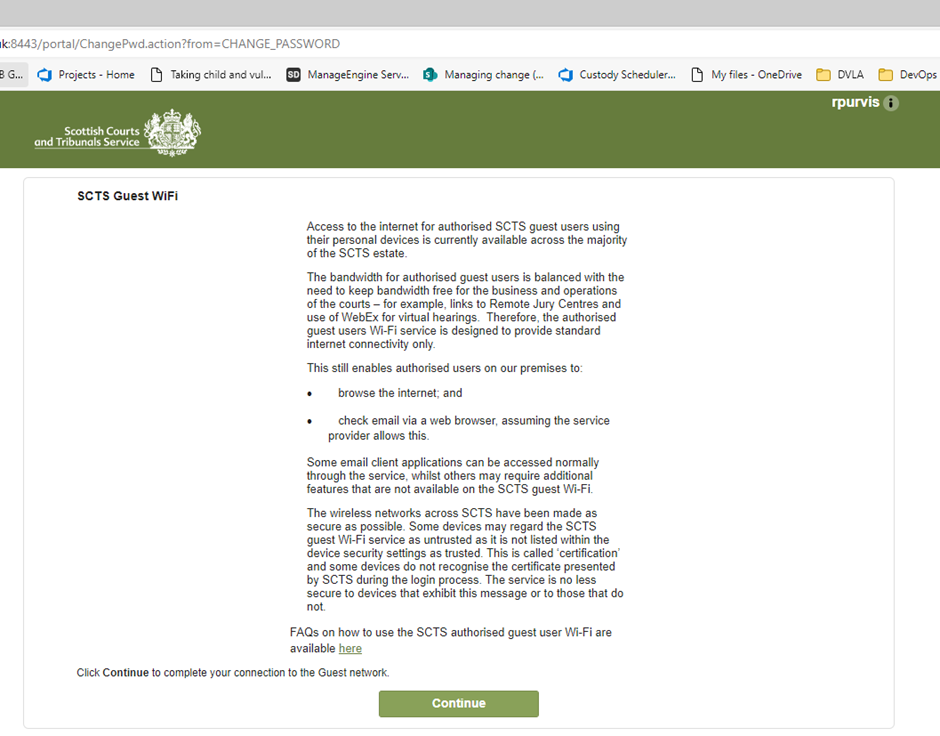 uk:8443/portal/ChangePwd.action?from=CHANGE_PASSWORD
B G... Projects - Home Taking child and vul... SD ManageEngine Serv... S Managing change (... Custody Scheduler... My files - OneDrive DVLA DevOps
rpurvis i
Scottish Courts
and Tribunals Service
SCTS Guest WiFi
Access to the internet for authorised SCTS guest users using
their personal devices is currently available across the majority
of the SCTS estate.
The bandwidth for authorised guest users is balanced with the
need to keep bandwidth free for the business and operations
of the courts – for example, links to Remote Jury Centres and
use of WebEx for virtual hearings.  Therefore, the authorised
guest users Wi-Fi service is designed to provide standard
internet connectivity only.
This still enables authorised users on our premises to:
• browse the internet; and
• check email via a web browser, assuming the service
provider allows this.
Some email client applications can be accessed normally
through the service, whilst others may require additional
features that are not available on the SCTS guest Wi-Fi.
The wireless networks across SCTS have been made as
secure as possible. Some devices may regard the SCTS
guest Wi-Fi service as untrusted as it is not listed within the
device security settings as trusted. This is called ‘certification’
and some devices do not recognise the certificate presented
by SCTS during the login process. The service is no less
secure to devices that exhibit this message or to those that do
not.
FAQs on how to use the SCTS authorised guest user Wi-Fi are
available here
Click Continue to complete your connection to the Guest network.
Continue